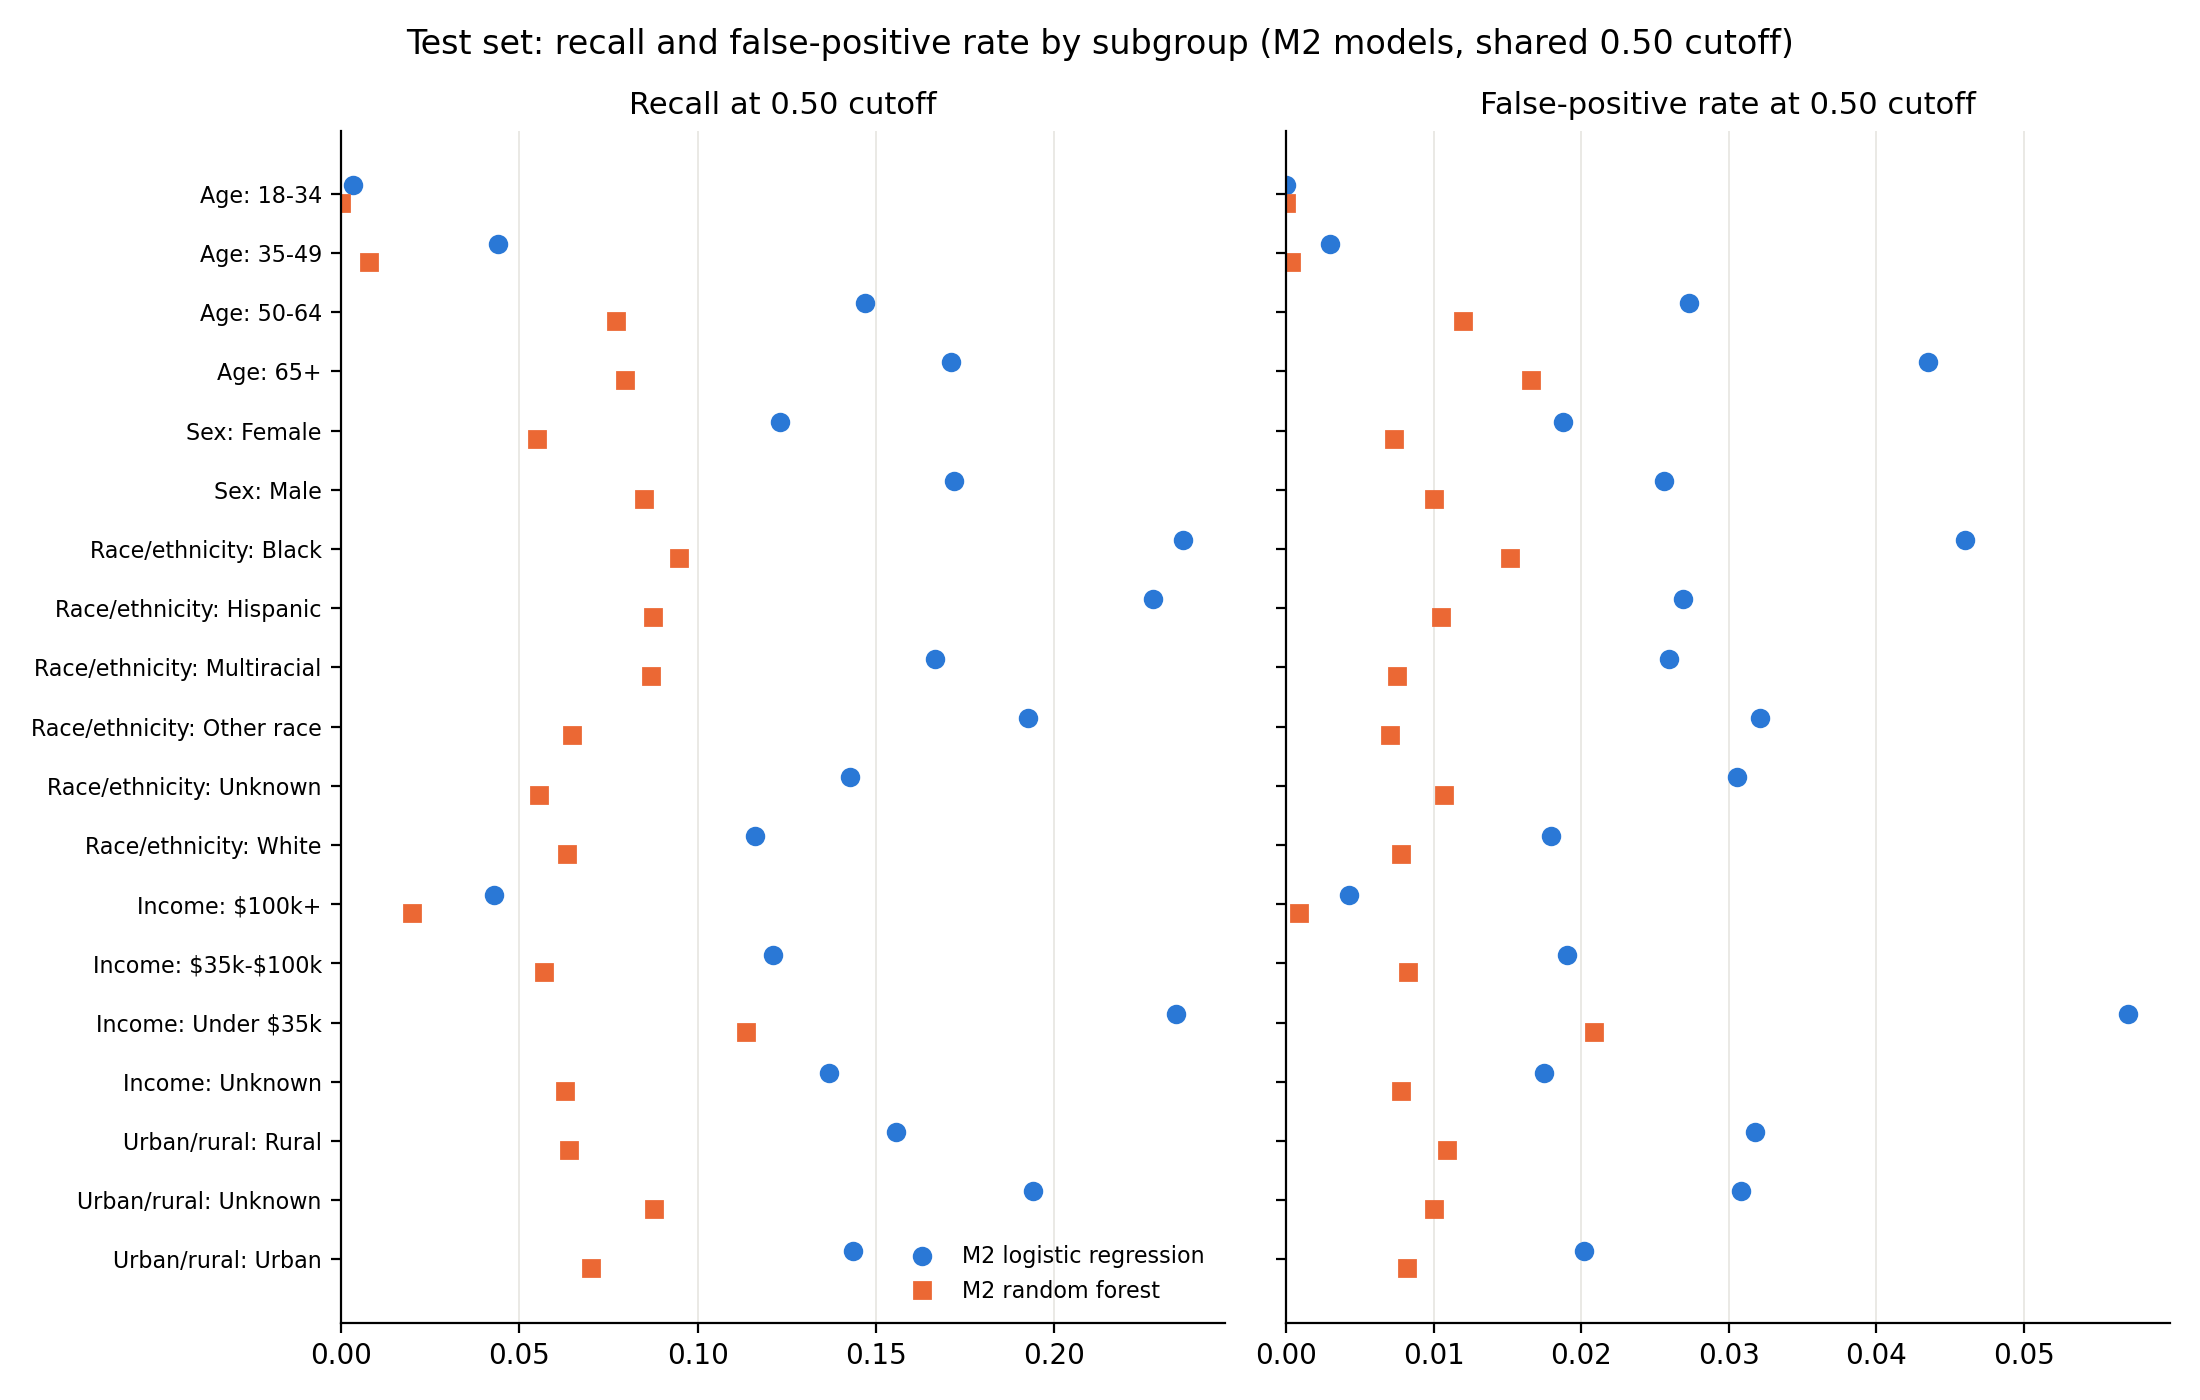 Test set: recall and false-positive rate by subgroup (M2 models, shared 0.50 cutoff)
Recall at 0.50 cutoff
False-positive rate at 0.50 cutoff
Age: 18-34
Age: 35-49
Age: 50-64
Age: 65+
Sex: Female
Sex: Male
Race/ethnicity: Black
Race/ethnicity: Hispanic
Race/ethnicity: Multiracial
Race/ethnicity: Other race
Race/ethnicity: Unknown
Race/ethnicity: White
Income: $100k+
Income: $35k-$100k
Income: Under $35k
Income: Unknown
Urban/rural: Rural
Urban/rural: Unknown
Urban/rural: Urban
M2 logistic regression
M2 random forest
0.00 0.05 0.10 0.15 0.20
0.00 0.01 0.02 0.03 0.04 0.05